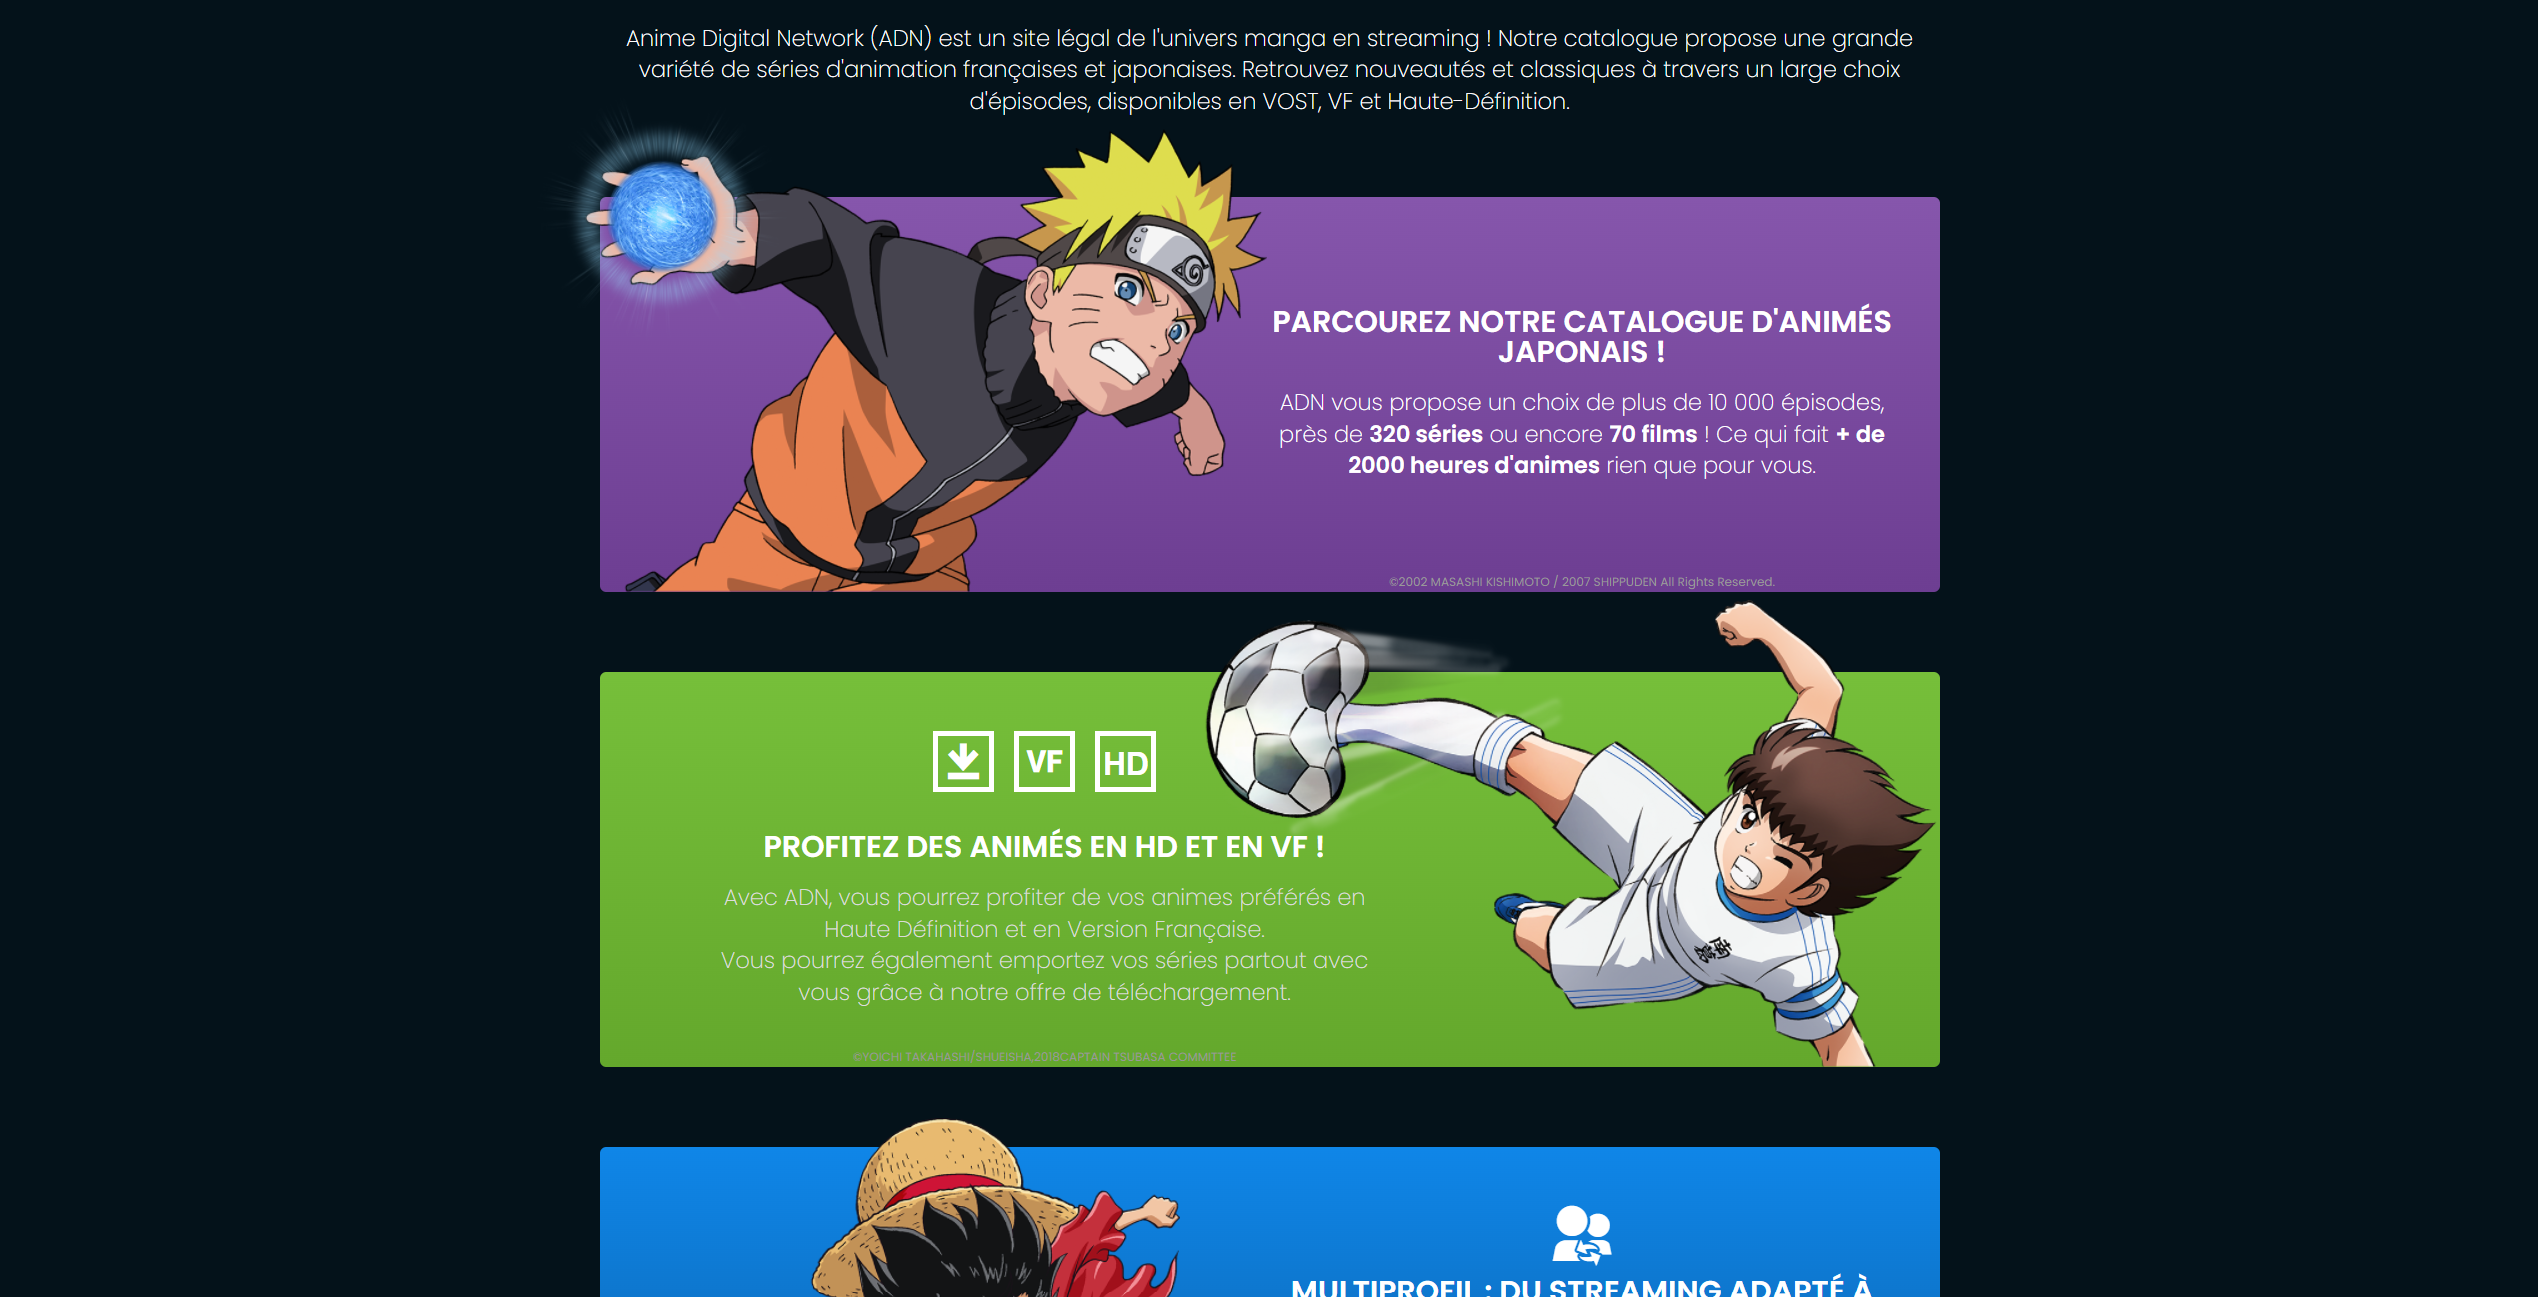 Anime Digital Network (ADN) est un site légal de l'univers manga en streaming ! Notre catalogue propose une grande
variété de séries d'animation françaises et japonaises. Retrouvez nouveautés et classiques à travers un large choix
d'épisodes, disponibles en VOST, VF et Haute-Définition.
PARCOUREZ NOTRE CATALOGUE D'ANIMÉS
JAPONAIS !
ADN vous propose un choix de plus de 10 000 épisodes,
près de 320 séries ou encore 70 films ! Ce qui fait + de
2000 heures d'animes rien que pour vous.
©2002 MASASHI KISHIMOTO / 2007 SHIPPUDEN All Rights Reserved.
VF HD
PROFITEZ DES ANIMÉS EN HD ET EN VF !
Avec ADN, vous pourrez profiter de vos animes préférés en
Haute Définition et en Version Française.
Vous pourrez également emportez vos séries partout avec
vous grâce à notre offre de téléchargement.
©YOICHI TAKAHASHI/SHUEISHA,2018CAPTAIN TSUBASA COMMITTEE
MULTIPROFIL : DU STREAMING ADAPTÉ À